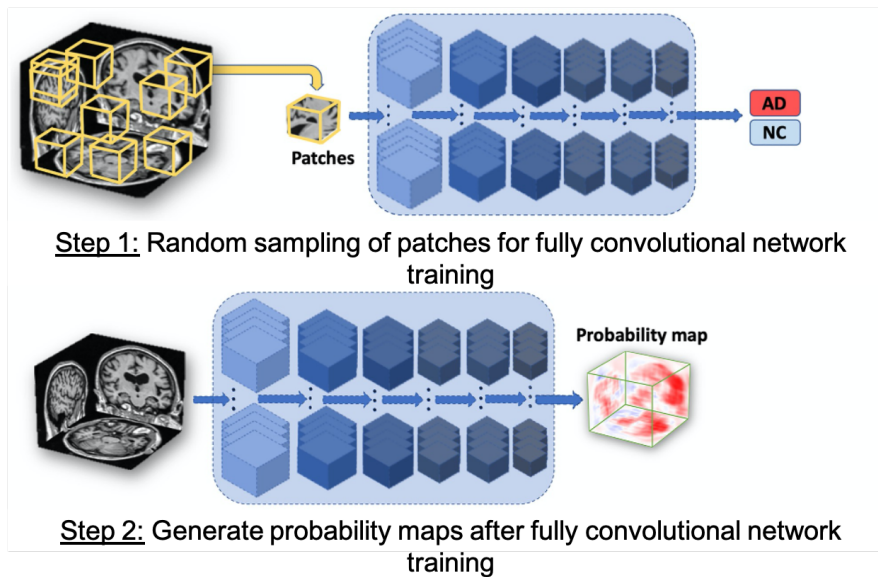 AD
NC
Patches
Step 1: Random sampling of patches for fully convolutional network
training
Probability map
Step 2: Generate probability maps after fully convolutional network
training